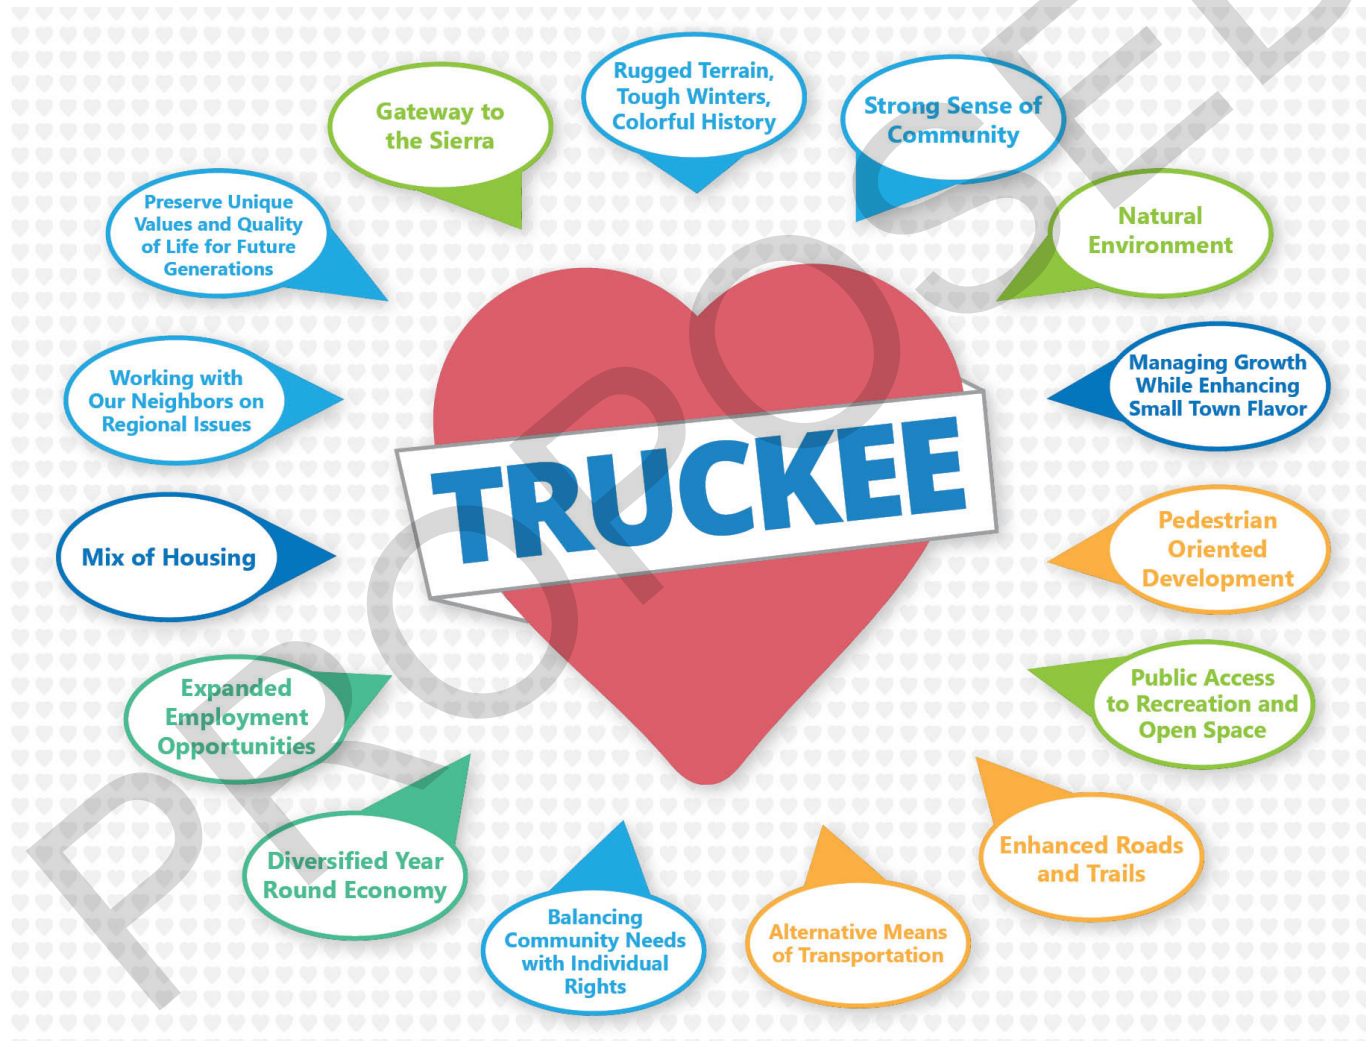 Rugged Terrain,
Tough Winters,
Colorful History
Strong Sense of
Community
Gateway to
the Sierra
Natural
Environment
Preserve Unique
Values and Quality
of Life for Future
Generations
Managing Growth
While Enhancing
Small Town Flavor
Working with
Our Neighbors on
Regional Issues
TRUCKEE
Pedestrian
Oriented
Development
Mix of Housing
Public Access
to Recreation and
Open Space
Expanded
Employment
Opportunities
Enhanced Roads
and Trails
Diversified Year
Round Economy
Balancing
Community Needs
with Individual
Rights
Alternative Means
of Transportation
PROPOSED